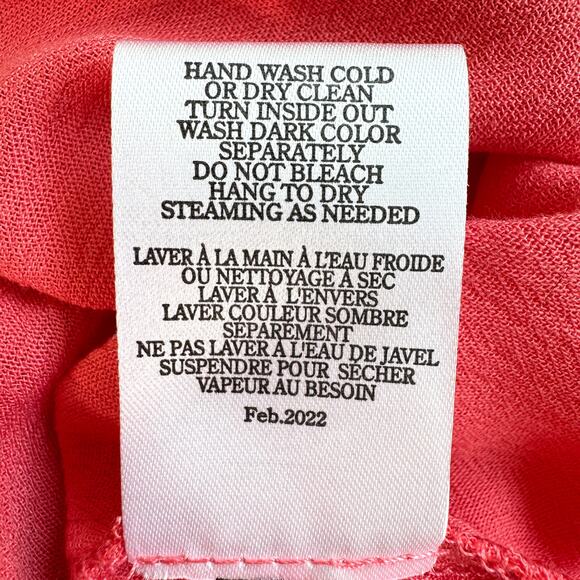 HAND WASH COLD
OR DRY CLEAN
TURN INSIDE OUT
WASH DARK COLOR
SEPARATELY
DO NOT BLEACH
HANG TO DRY
STEAMING AS NEEDED
LAVER À LA MAIN À L'EAU FROIDE
OU NETTOYAGE À SEC
LAVER À L'ENVERS
LAVER COULEUR SOMBRE
SEPARÈMENT
NE PAS LAVER À L'EAU DE JAVEL
SUSPENDRE POUR SÈCHER
VAPEUR AU BESOIN
Feb.2022